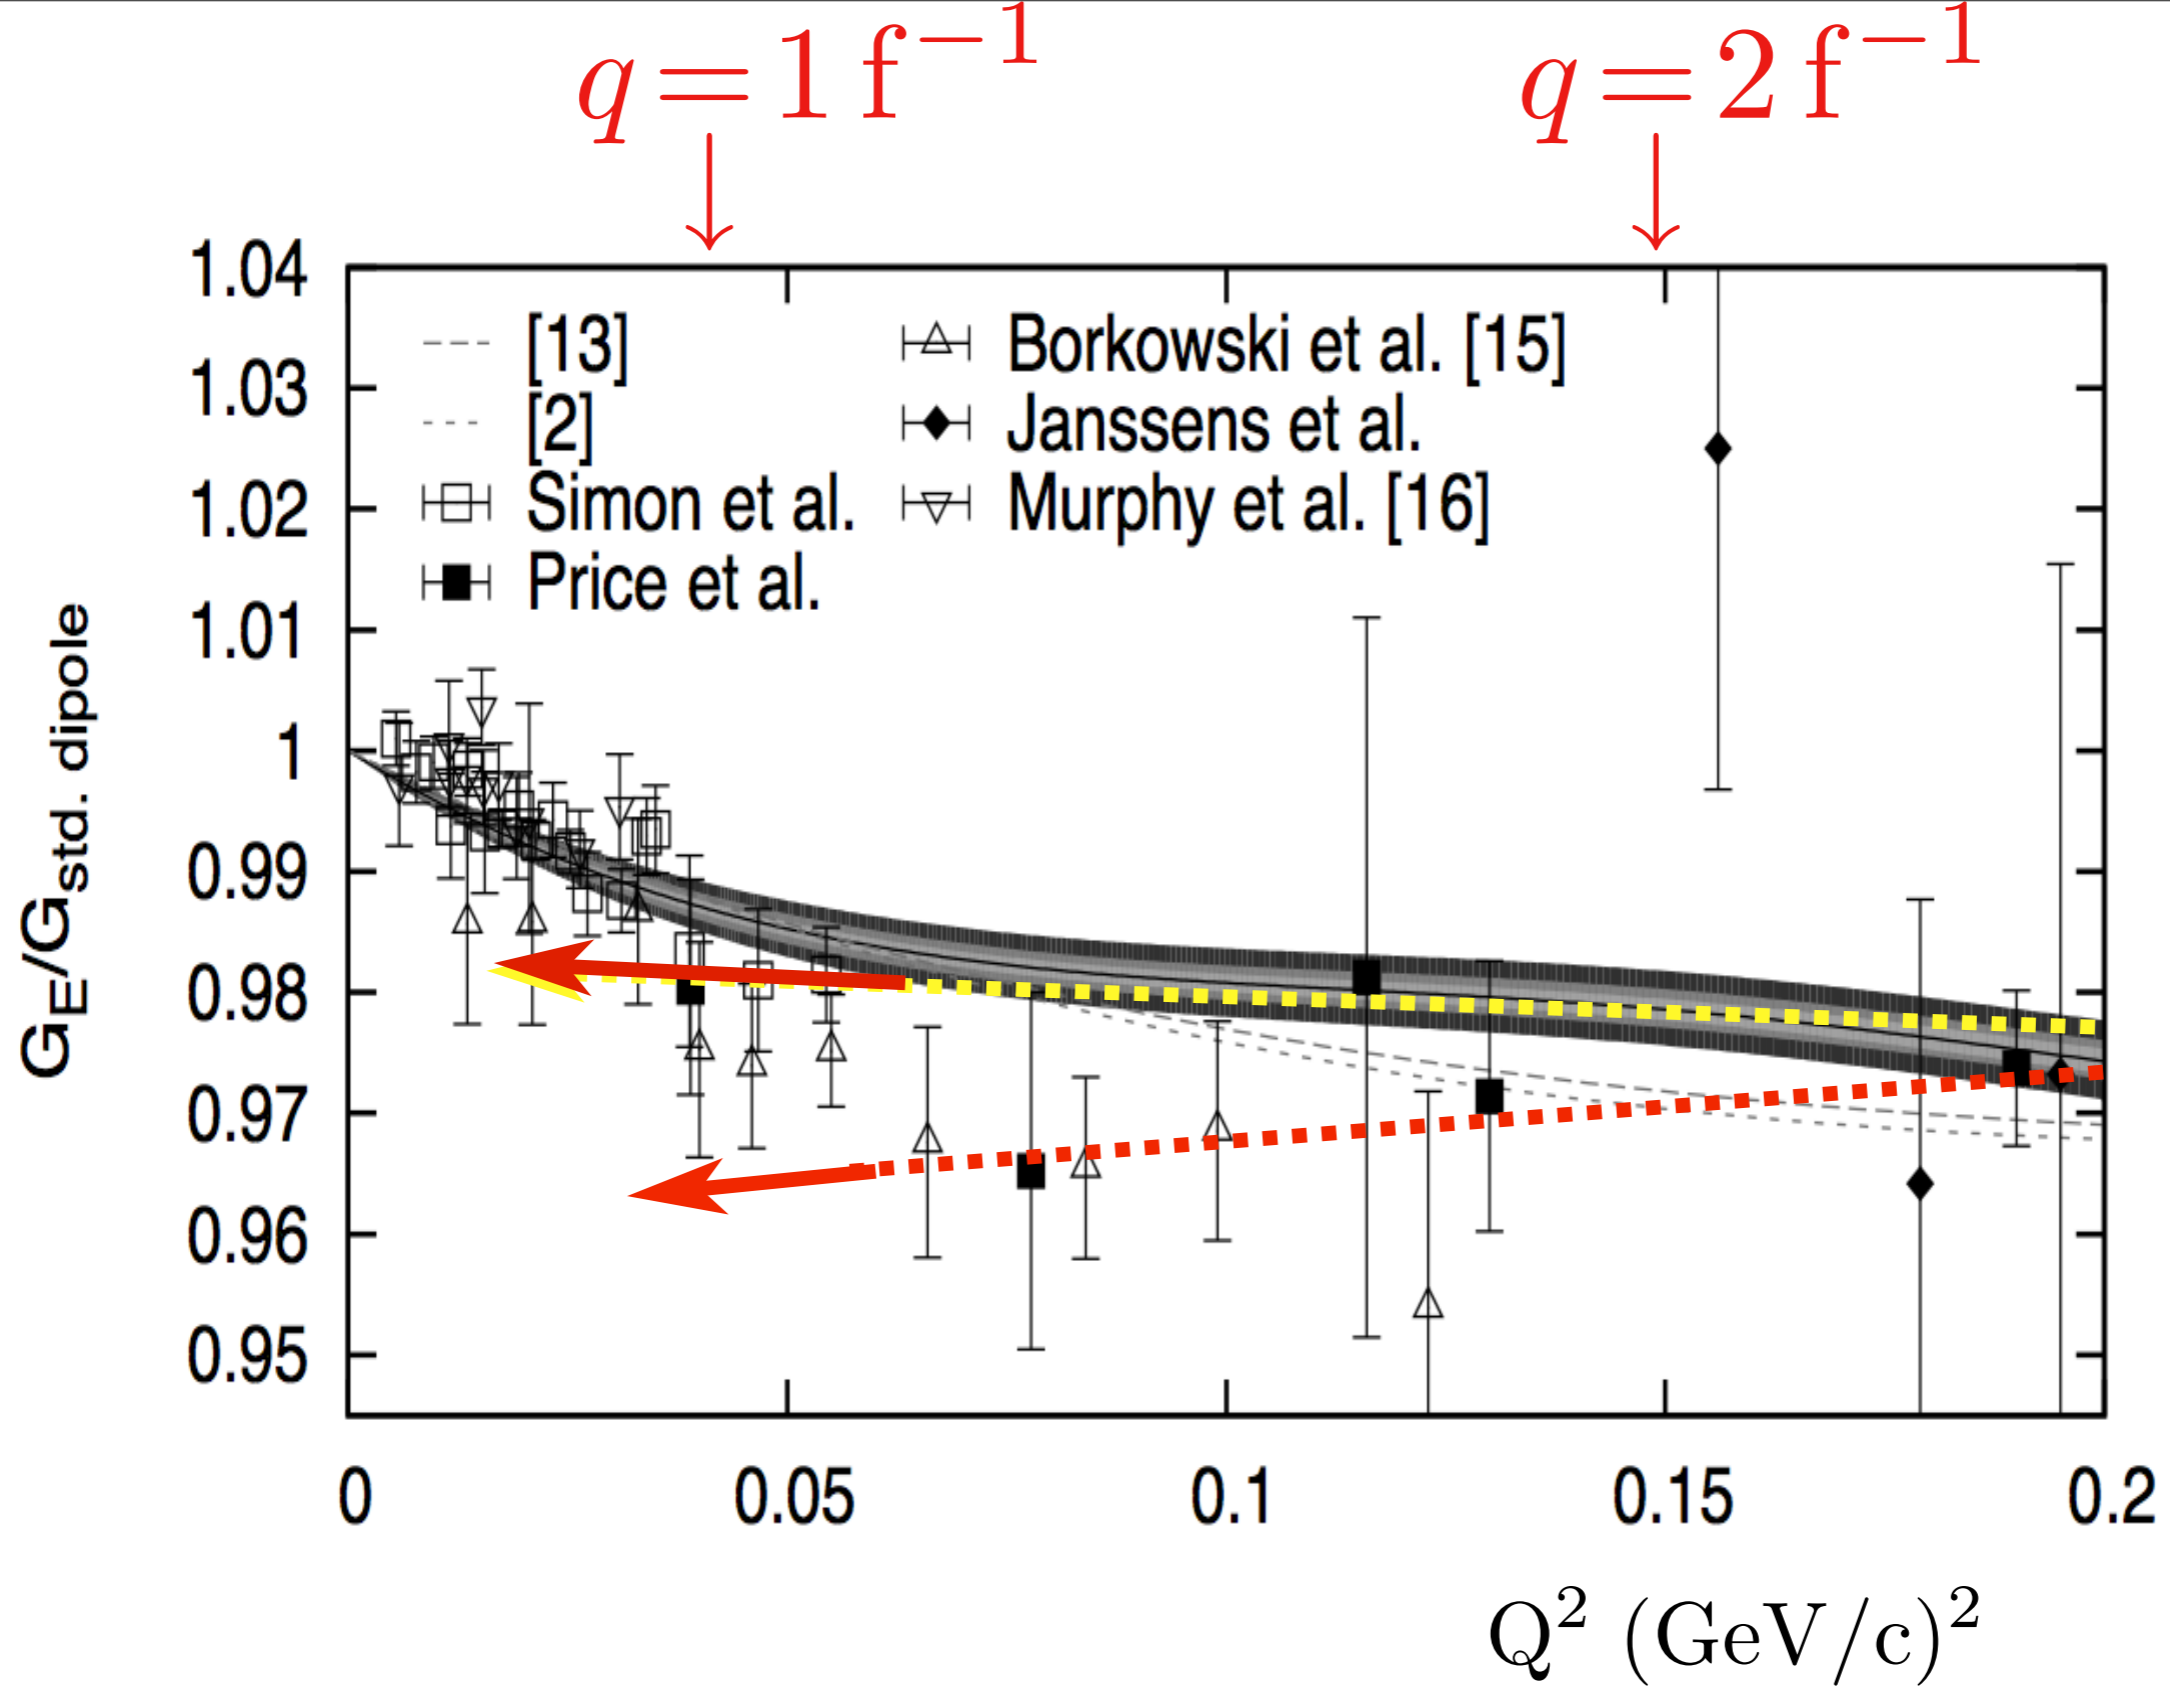 q=1 f⁻¹ q=2 f⁻¹
1.04
1.03
1.02
1.01
1
0.99
0.98
0.97
0.96
0.95
[13]
[2]
Simon et al.
Price et al.
Borkowski et al. [15]
Janssens et al.
Murphy et al. [16]
G_E/G_std. dipole
0 0.05 0.1 0.15 0.2
Q² (GeV/c)²